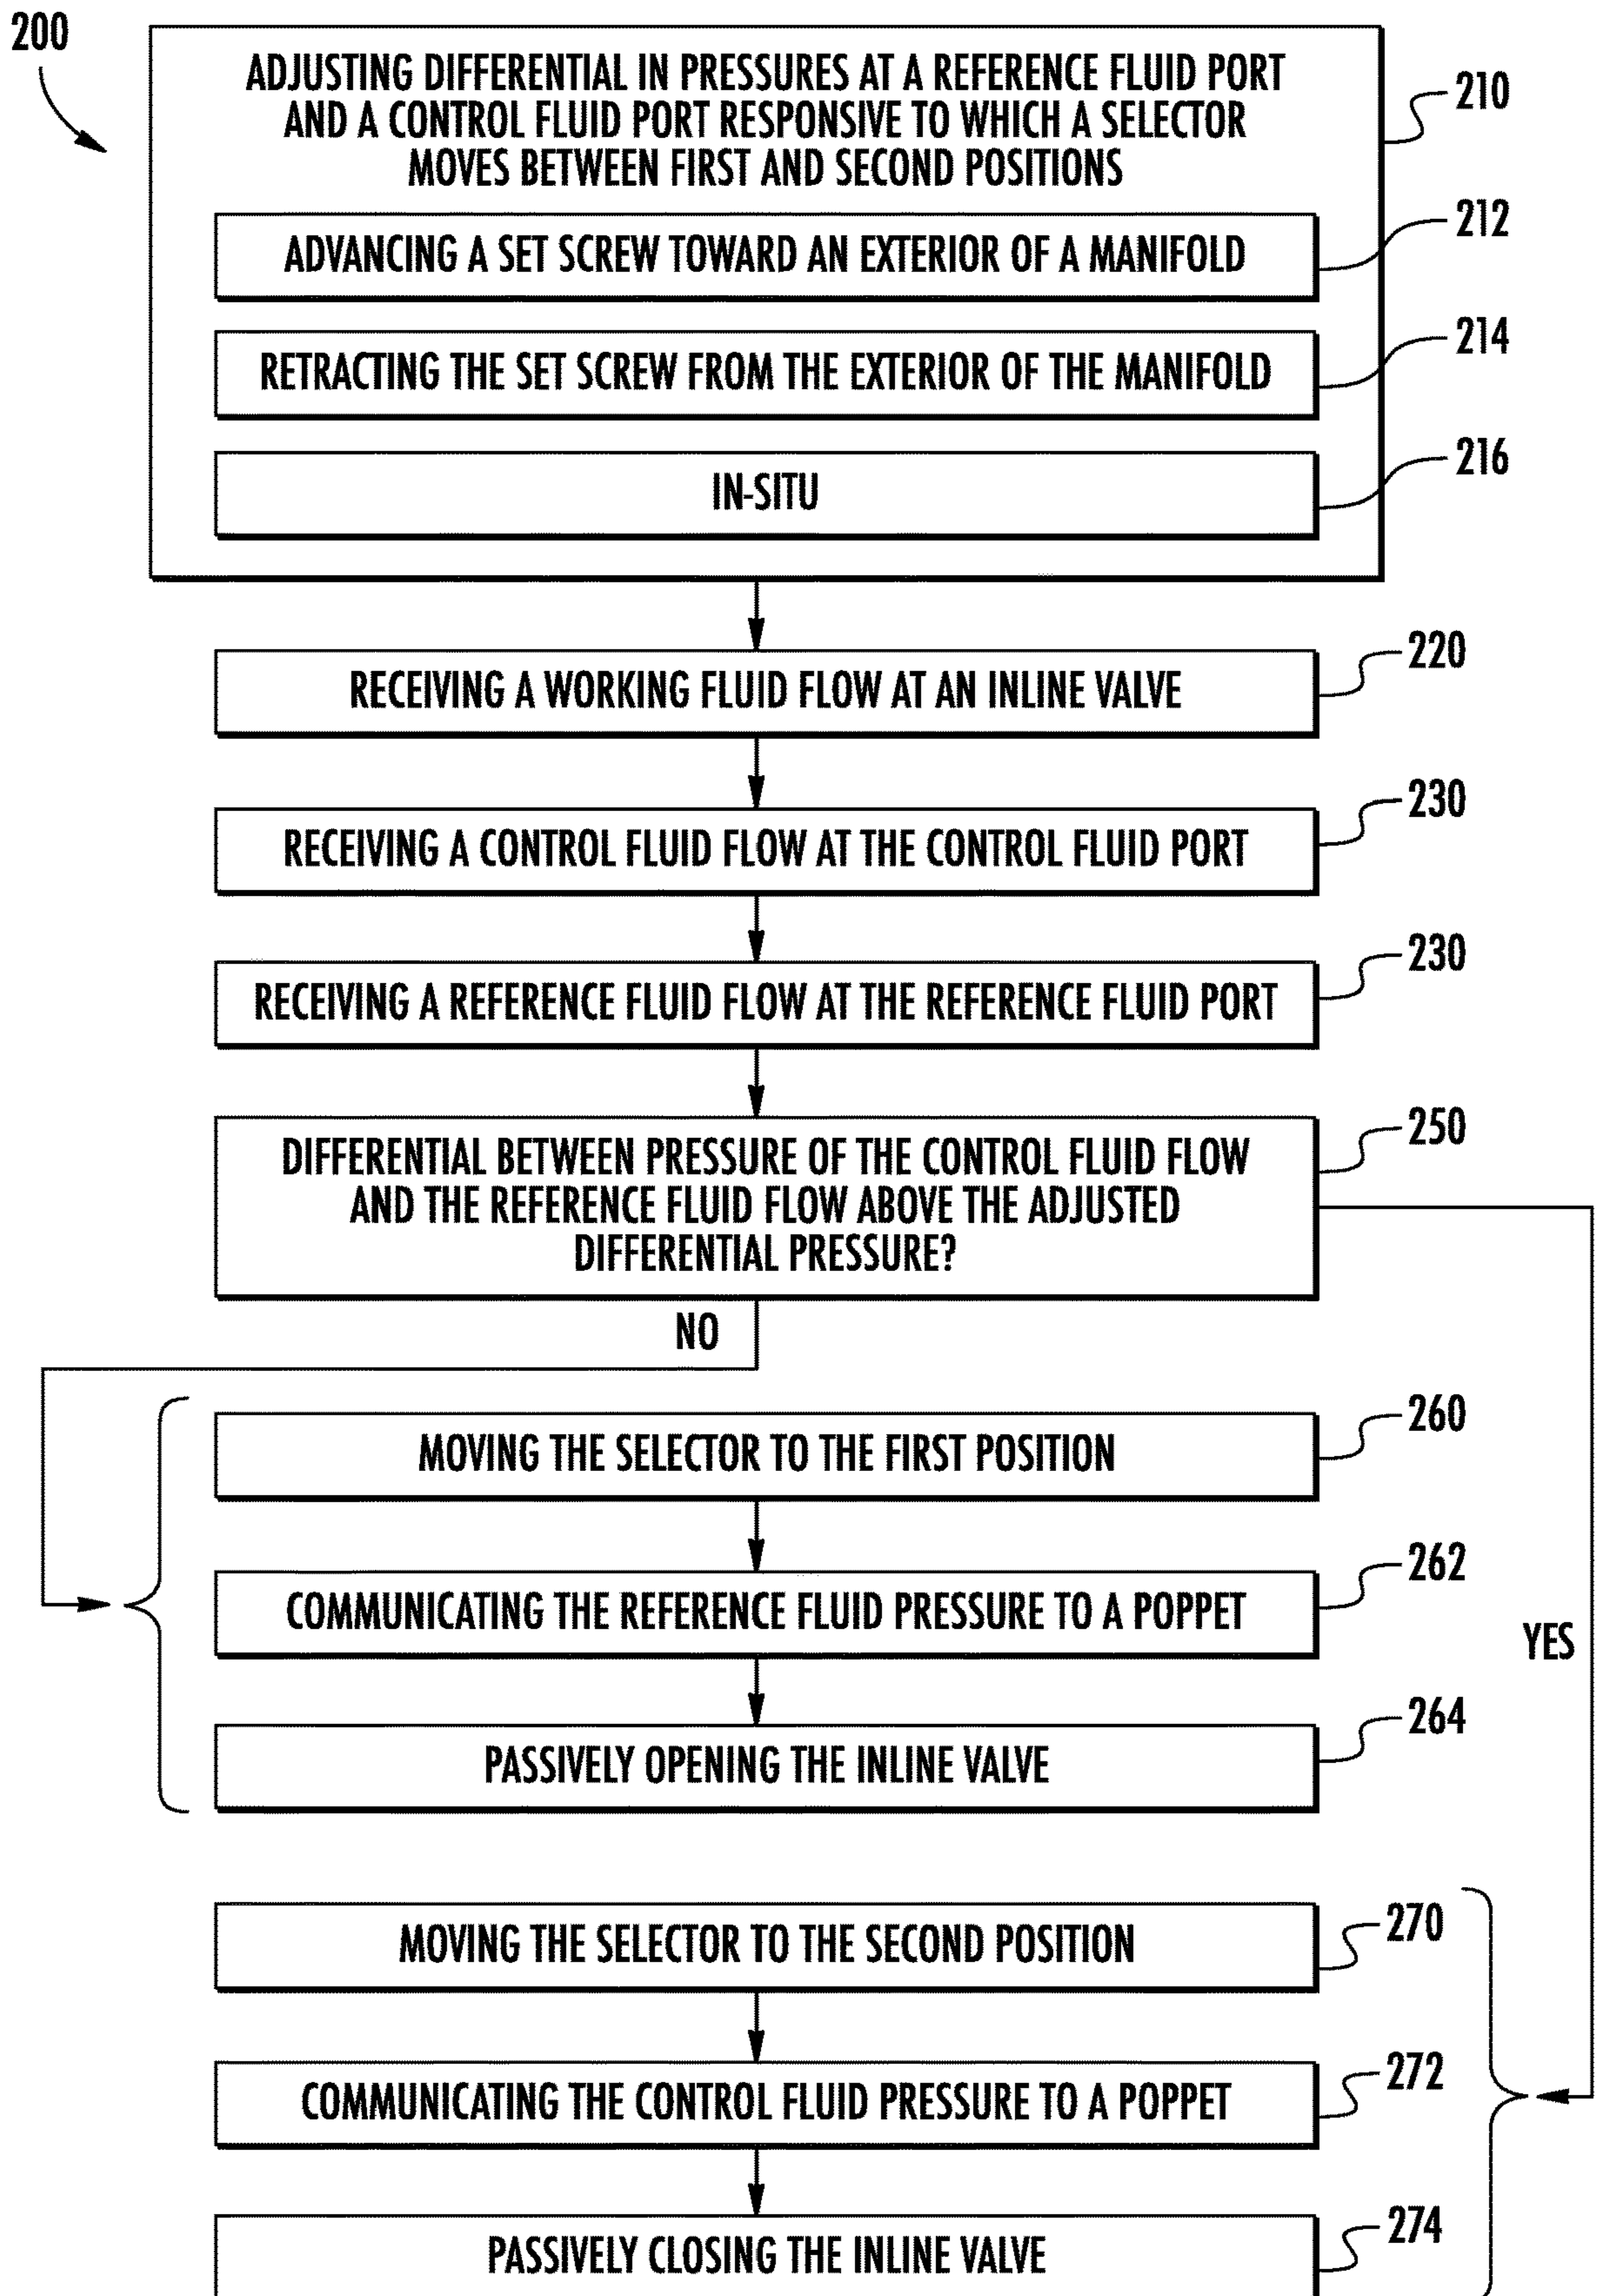 200
ADJUSTING DIFFERENTIAL IN PRESSURES AT A REFERENCE FLUID PORT
AND A CONTROL FLUID PORT RESPONSIVE TO WHICH A SELECTOR
MOVES BETWEEN FIRST AND SECOND POSITIONS
210
ADVANCING A SET SCREW TOWARD AN EXTERIOR OF A MANIFOLD
212
RETRACTING THE SET SCREW FROM THE EXTERIOR OF THE MANIFOLD
214
IN-SITU
216
RECEIVING A WORKING FLUID FLOW AT AN INLINE VALVE
220
RECEIVING A CONTROL FLUID FLOW AT THE CONTROL FLUID PORT
230
RECEIVING A REFERENCE FLUID FLOW AT THE REFERENCE FLUID PORT
230
DIFFERENTIAL BETWEEN PRESSURE OF THE CONTROL FLUID FLOW
AND THE REFERENCE FLUID FLOW ABOVE THE ADJUSTED
DIFFERENTIAL PRESSURE?
250
NO
MOVING THE SELECTOR TO THE FIRST POSITION
260
COMMUNICATING THE REFERENCE FLUID PRESSURE TO A POPPET
262
YES
PASSIVELY OPENING THE INLINE VALVE
264
MOVING THE SELECTOR TO THE SECOND POSITION
270
COMMUNICATING THE CONTROL FLUID PRESSURE TO A POPPET
272
PASSIVELY CLOSING THE INLINE VALVE
274